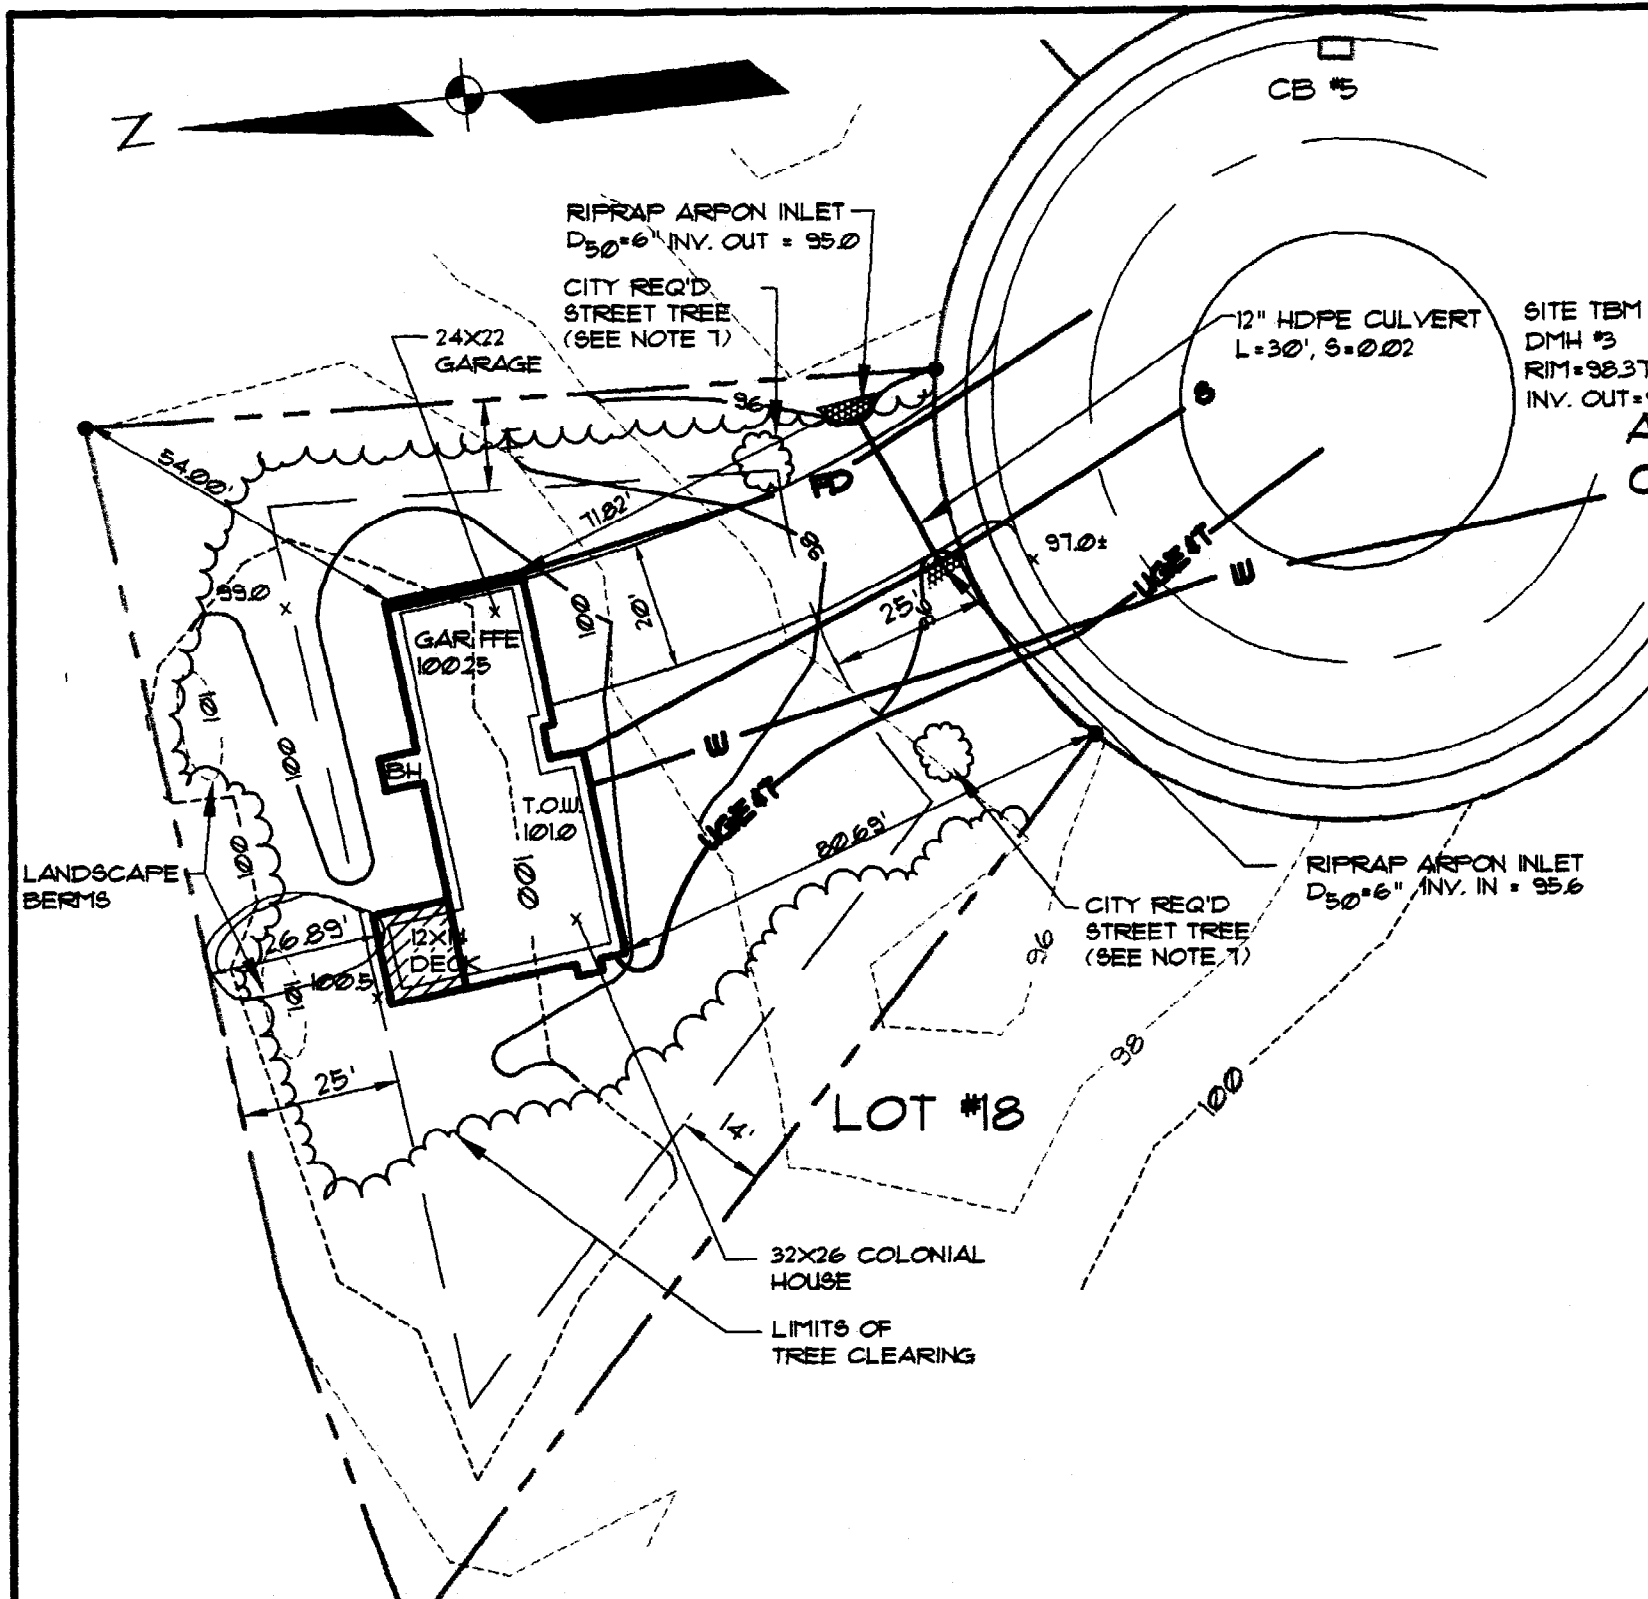 Z
CB #5
RIPRAP ARPON INLET
D50=6" INV. OUT = 95.0
CITY REQ'D
STREET TREE
(SEE NOTE 7)
24X22
GARAGE
12" HDPE CULVERT
L=30', S=0.02
SITE TBM
DMH #3
RIM=98.37
INV. OUT=
96
S
54.00'
71.82'
FD
98
97.0±
UGE&T
W
99.0
100
20'
25'
96
GAR. FFE
100.25
101
100
BH
W
T.O.W.
101.0
UGE&T
80.69'
100
100
LANDSCAPE
BERMS
RIPRAP ARPON INLET
D50=6" INV. IN = 95.6
CITY REQ'D
STREET TREE
(SEE NOTE 7)
26.89'
12X14
DECK
100.5
101
96
98
25'
100
14'
LOT #18
32X26 COLONIAL
HOUSE
LIMITS OF
TREE CLEARING